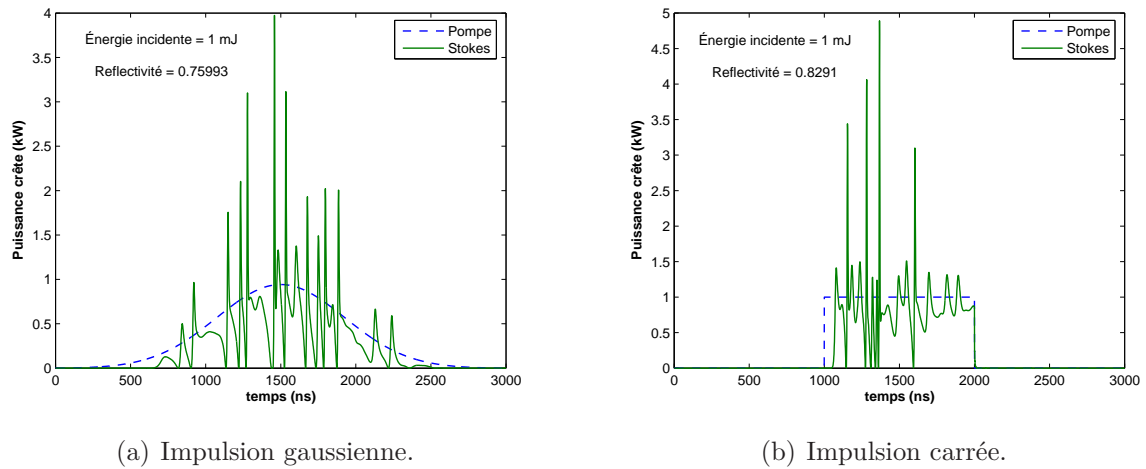 Énergie incidente = 1 mJ
Reflectivité = 0.75993
Pompe
Stokes
Puissance crête (kW)
4
3.5
3
2.5
2
1.5
1
0.5
0
0 500 1000 1500 2000 2500 3000
temps (ns)
(a) Impulsion gaussienne.
Énergie incidente = 1 mJ
Reflectivité = 0.8291
Pompe
Stokes
Puissance crête (kW)
5
4.5
4
3.5
3
2.5
2
1.5
1
0.5
0
0 500 1000 1500 2000 2500 3000
temps (ns)
(b) Impulsion carrée.